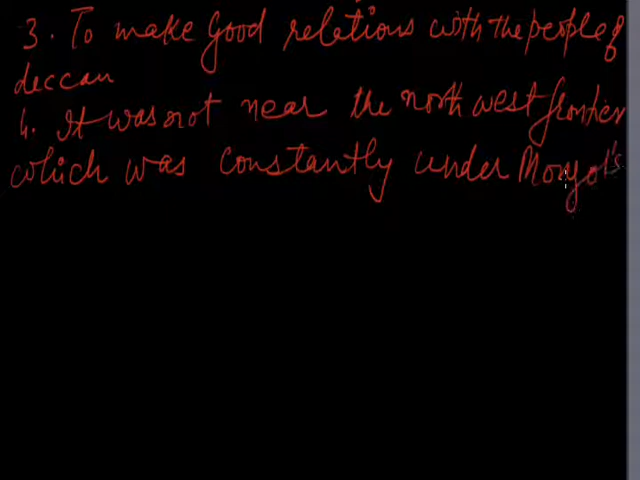 3. To make Good relations with the people of
deccan
4. It was not near the north west frontier
which was constantly under Mongol's